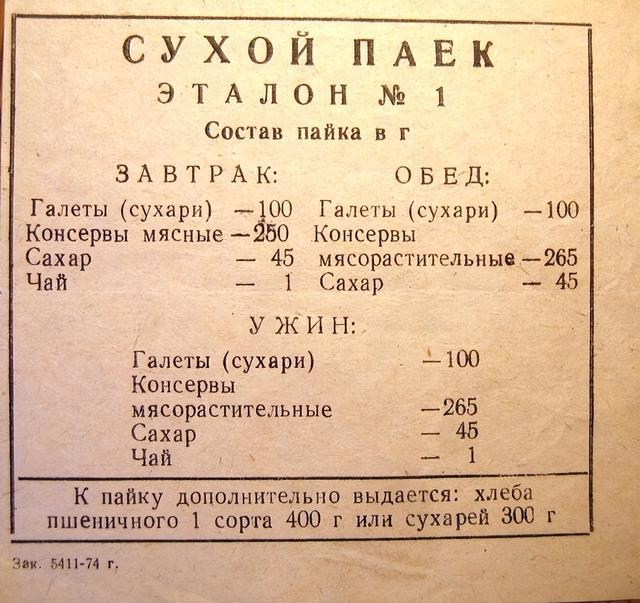 СУХОЙ ПАЕК
ЭТАЛОН № 1
Состав пайка в г
ЗАВТРАК:
Галеты (сухари) — 100
Консервы мясные — 250
Сахар — 45
Чай — 1
ОБЕД:
Галеты (сухари) — 100
Консервы
мясорастительные — 265
Сахар — 45
УЖИН:
Галеты (сухари) — 100
Консервы
мясорастительные — 265
Сахар — 45
Чай — 1
К пайку дополнительно выдается: хлеба
пшеничного 1 сорта 400 г или сухарей 300 г
Зак. 5411-74 г.